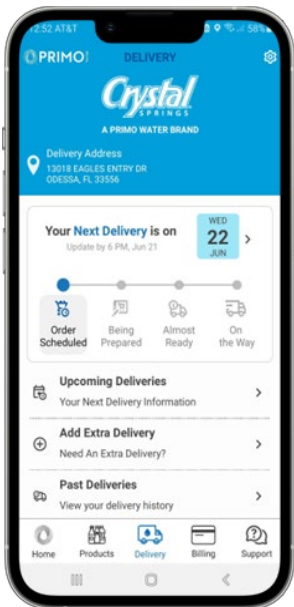 2:52 AT&T 58%
PRIMO
DELIVERY
Crystal
SPRINGS
A PRIMO WATER BRAND
Delivery Address
13018 EAGLES ENTRY DR
ODESSA, FL 33556
Your Next Delivery is on
Update by 6 PM, Jun 21
WED
22
JUN
Order
Scheduled
Being
Prepared
Almost
Ready
On
the Way
Upcoming Deliveries
Your Next Delivery Information
Add Extra Delivery
Need An Extra Delivery?
Past Deliveries
View your delivery history
Home
Products
Delivery
Billing
Support